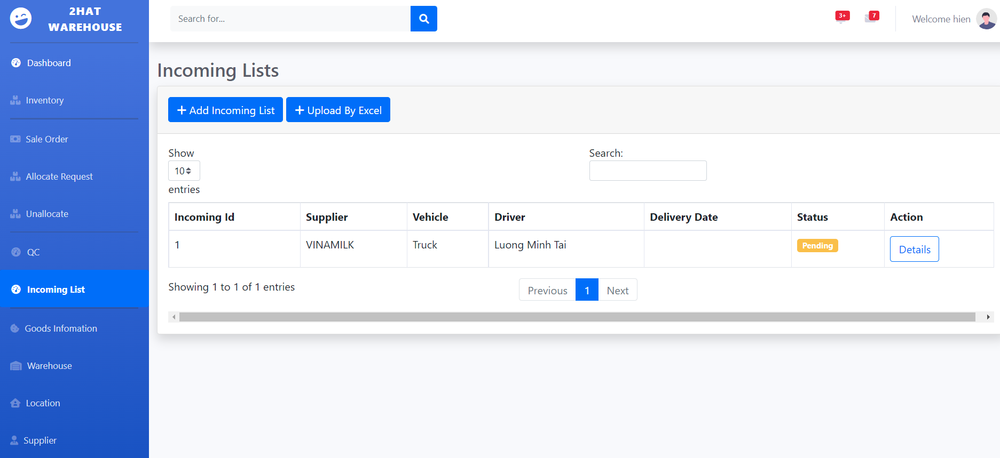 2HAT
WAREHOUSE
Search for...
3+
7
Welcome hien
Dashboard
Inventory
Sale Order
Allocate Request
Unallocate
QC
Incoming List
Goods Infomation
Warehouse
Location
Supplier
Incoming Lists
Add Incoming List
Upload By Excel
Show
10
entries
Search:
Incoming Id Supplier Vehicle Driver Delivery Date Status Action
1 VINAMILK Truck Luong Minh Tai Pending Details
Showing 1 to 1 of 1 entries
Previous 1 Next